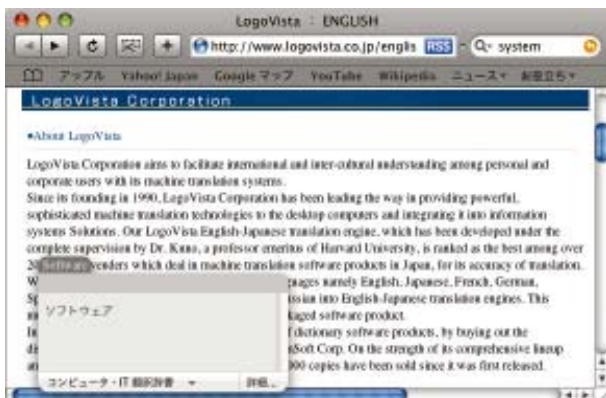 LogoVista : ENGLISH
http://www.logovista.co.jp/englis RSS Q- system
アップル Yahoo! Japan Google マップ YouTube Wikipedia ニュース お役立ち
LogoVista Corporation
•About LogoVista
LogoVista Corporation aims to facilitate international and inter-cultural understanding among personal and
corporate users with its machine translation systems.
Since its founding in 1990, LogoVista Corporation has been leading the way in providing powerful,
sophisticated machine translation technologies to the desktop computers and integrating it into information
systems Solutions. Our LogoVista English-Japanese translation engine, which has been developed under the
complete supervision by Dr. Kuno, a professor emeritus of Harvard University, is ranked as the best among over
2 Software venders which deal in machine translation software products in Japan, for its accuracy of translation.
W uages namely English, Japanese, French, German,
Sp ssian into English-Japanese translation engines. This
ソフトウェア kaged software product.
In f dictionary software products, by buying out the
di nSoft Corp. On the strength of its comprehensive lineup
an 000 copies have been sold since it was first released.
コンピュータ・IT 翻訳辞書 詳細...